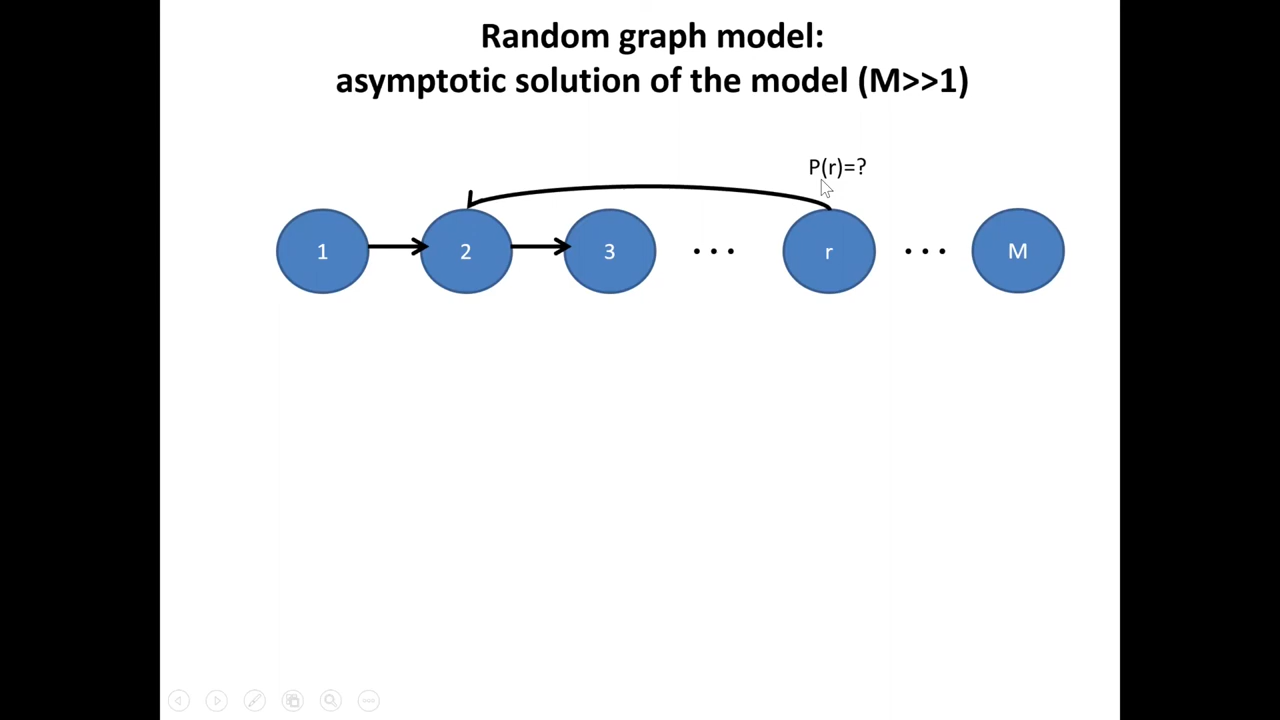 Random graph model:
asymptotic solution of the model (M>>1)
P(r)=?
1 2 3 ... r ... M